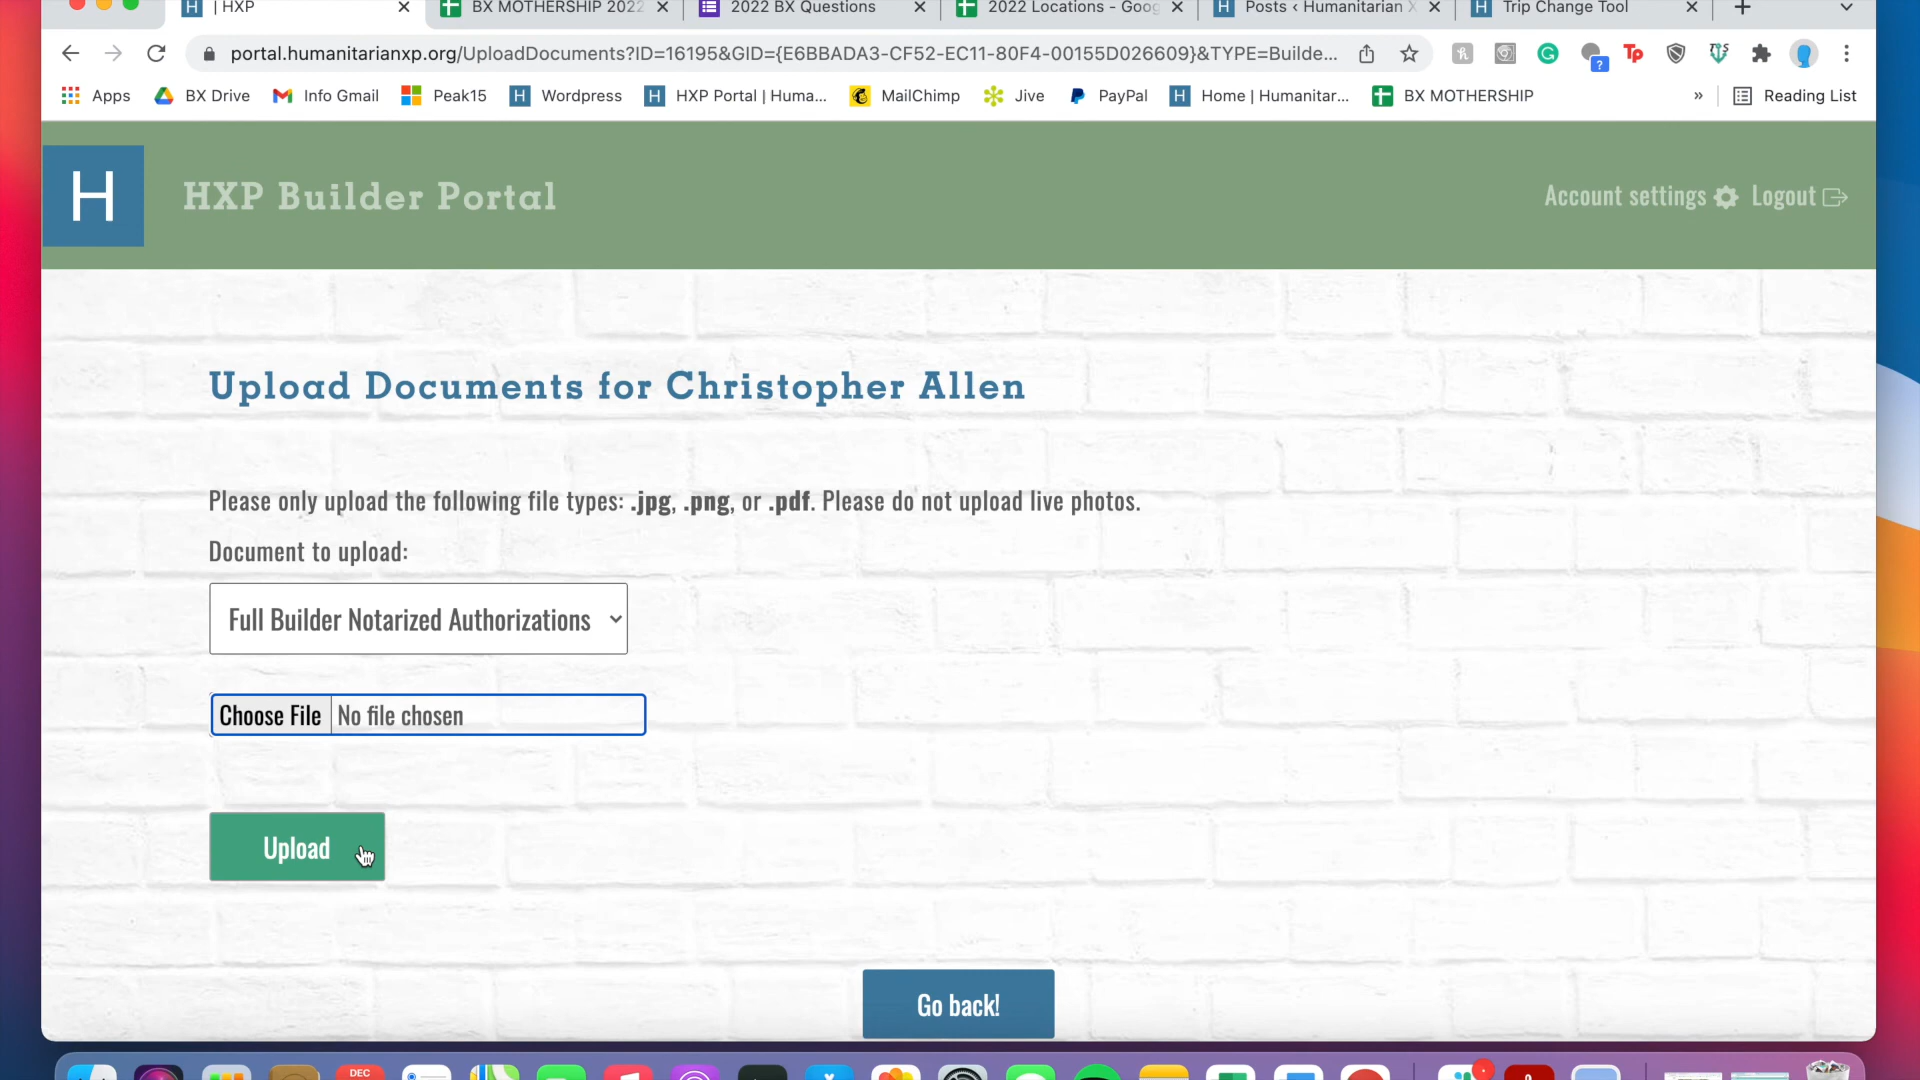 | HXP
BX MOTHERSHIP 2022
2022 BX Questions
2022 Locations - Goog
Posts ‹ Humanitarian X
Trip Change Tool
portal.humanitarianxp.org/UploadDocuments?ID=16195&GID={E6BBADA3-CF52-EC11-80F4-00155D026609}&TYPE=Builde...
Apps
BX Drive
Info Gmail
Peak15
Wordpress
HXP Portal | Huma...
MailChimp
Jive
PayPal
Home | Humanitar...
BX MOTHERSHIP
»
Reading List
H
HXP Builder Portal
Account settings
Logout
Upload Documents for Christopher Allen
Please only upload the following file types: .jpg, .png, or .pdf. Please do not upload live photos.
Document to upload:
Full Builder Notarized Authorizations
Choose File
No file chosen
Upload
Go back!
DEC